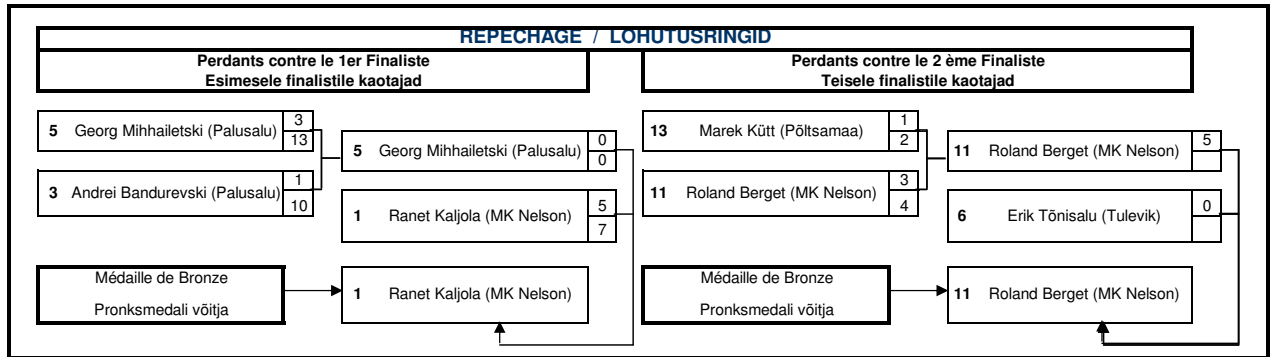 REPECHAGE / LOHUTUSRINGID
Perdants contre le 1er Finaliste
Esimesele finalistile kaotajad
Perdants contre le 2 ème Finaliste
Teisele finalistile kaotajad
5 Georg Mihhailetski (Palusalu) 3
13
3 Andrei Bandurevski (Palusalu) 1
10
5 Georg Mihhailetski (Palusalu) 0
0
1 Ranet Kaljola (MK Nelson) 5
7
Médaille de Bronze
Pronksmedali võitja
1 Ranet Kaljola (MK Nelson)
13 Marek Kütt (Põltsamaa) 1
2
11 Roland Berget (MK Nelson) 3
4
11 Roland Berget (MK Nelson) 5
6 Erik Tõnisalu (Tulevik) 0
Médaille de Bronze
Pronksmedali võitja
11 Roland Berget (MK Nelson)